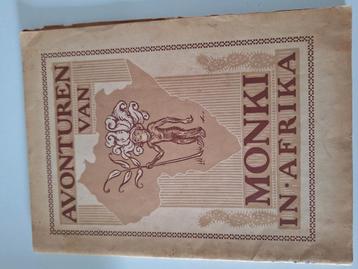 AVONTUREN
VAN
MONKI
IN · AFRIKA